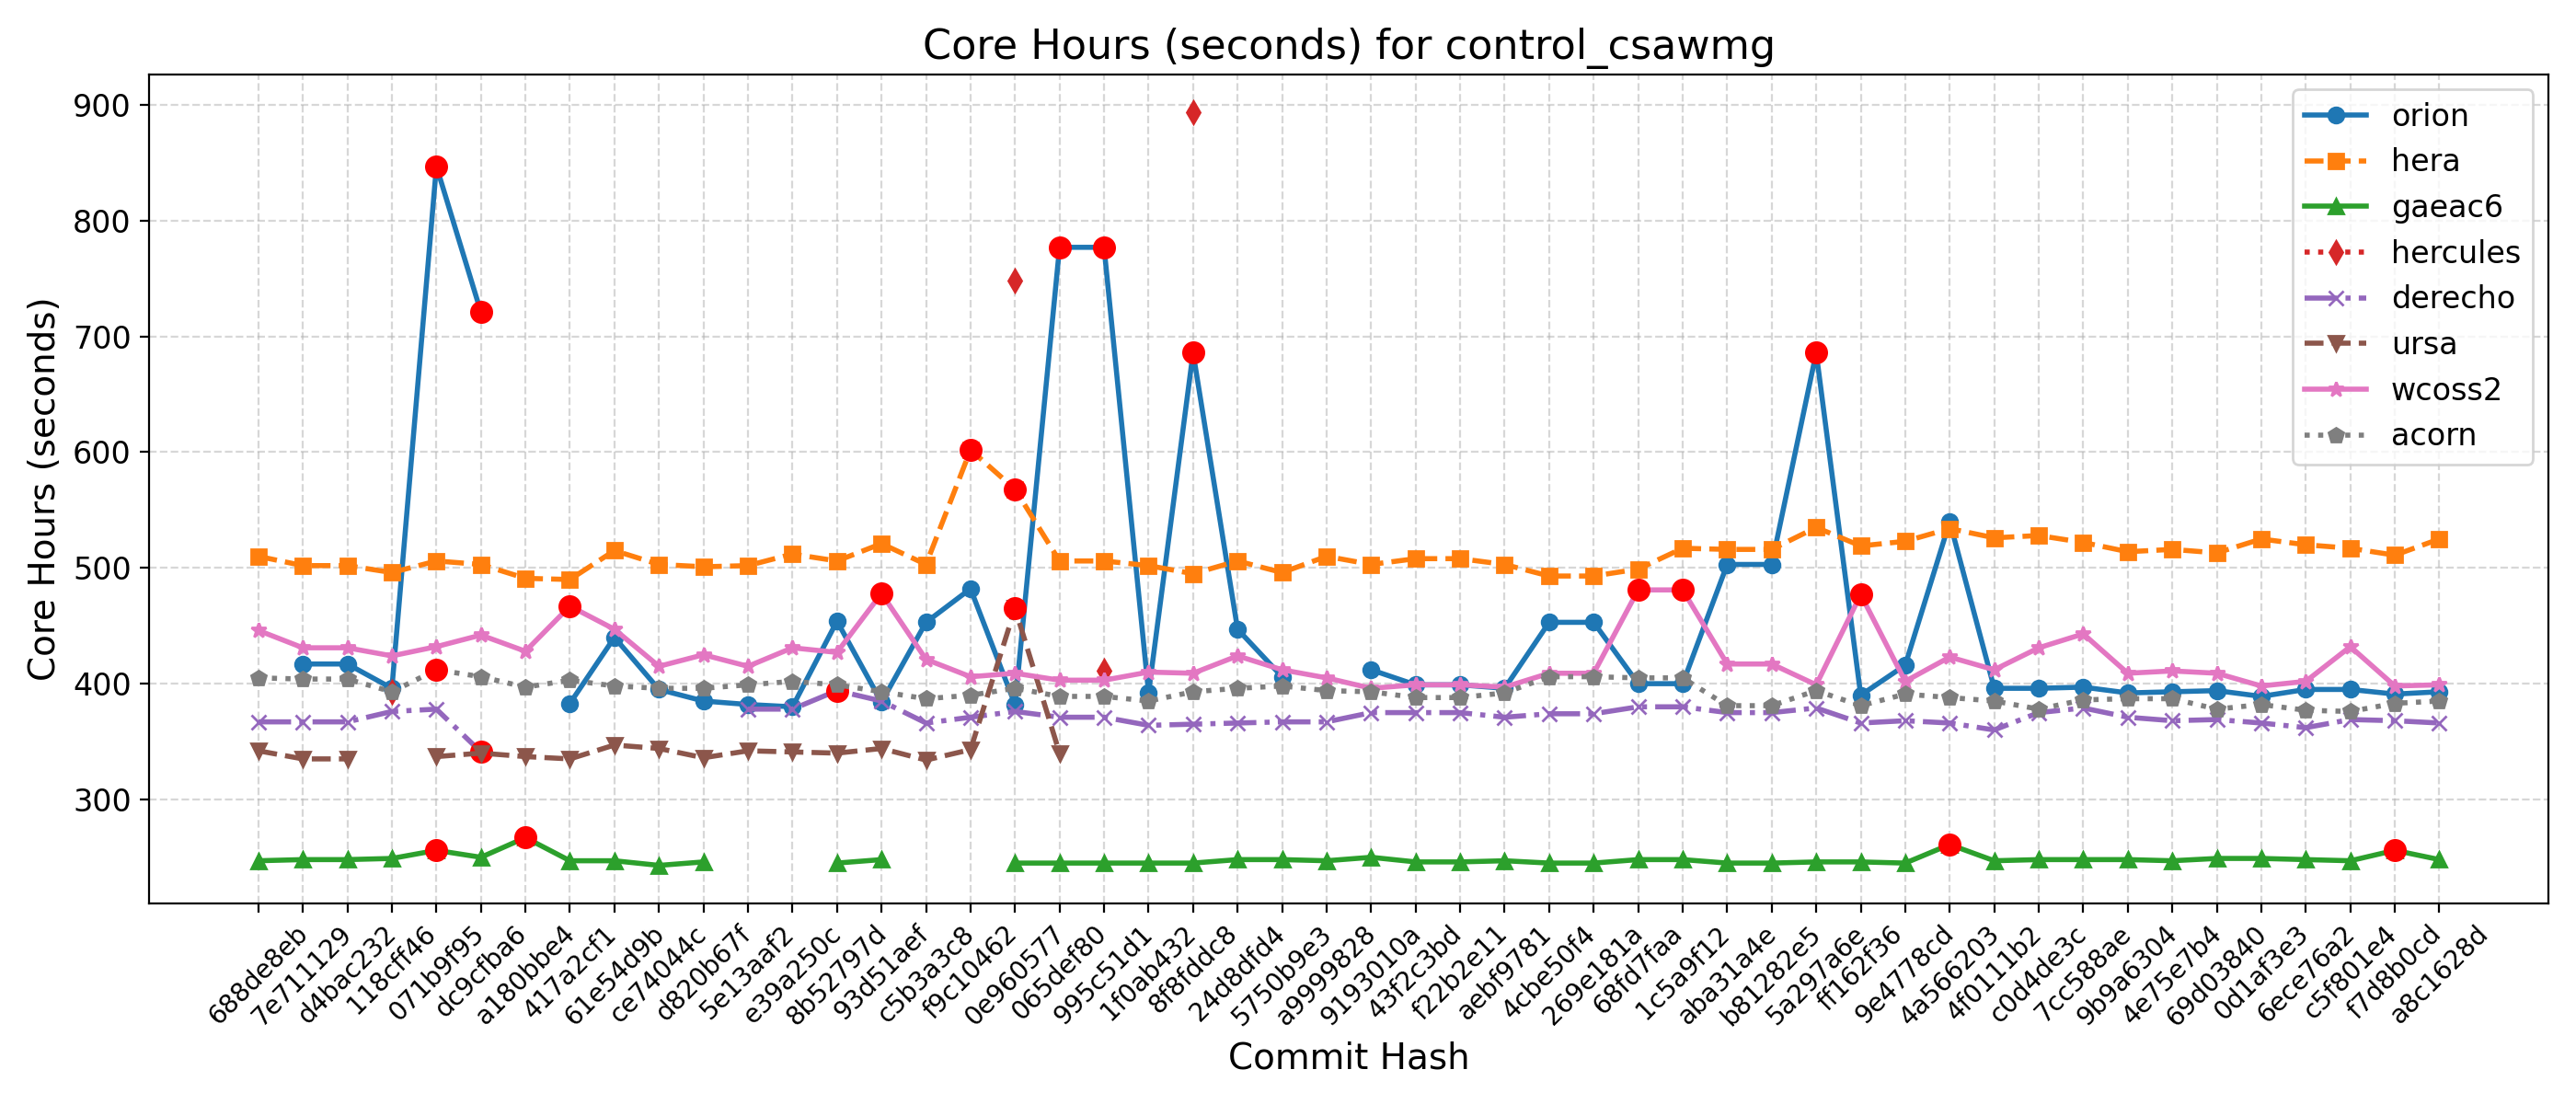 Core Hours (seconds) for control_csawmg
Core Hours (seconds)
900
800
700
600
500
400
300
orion
hera
gaeac6
hercules
derecho
ursa
wcoss2
acorn
688de8eb
7e711129
d4bac232
118cff46
071b9f95
dc9cfba6
a180bbe4
417a2cf1
61e54d9b
ce74044c
d820b67f
5e13aaf2
e39a250c
8b52797d
93d51aef
c5b3a3c8
f9c10462
0e960577
065def80
995c51d1
1f0ab432
8f8fddc8
24d8dfd4
5750b9e3
a9999828
9193010a
43f2c3bd
f22b2e11
aebf9781
4cbe50f4
269e181a
68fd7faa
1c5a9f12
aba31a4e
b81282e5
5a297a6e
ff162f36
9e4778cd
4a566203
4f0111b2
c0d4de3c
7cc588ae
9b9a6304
4e75e7b4
69d03840
0d1af3e3
6ece76a2
c5f801e4
f7d8b0cd
a8c1628d
Commit Hash